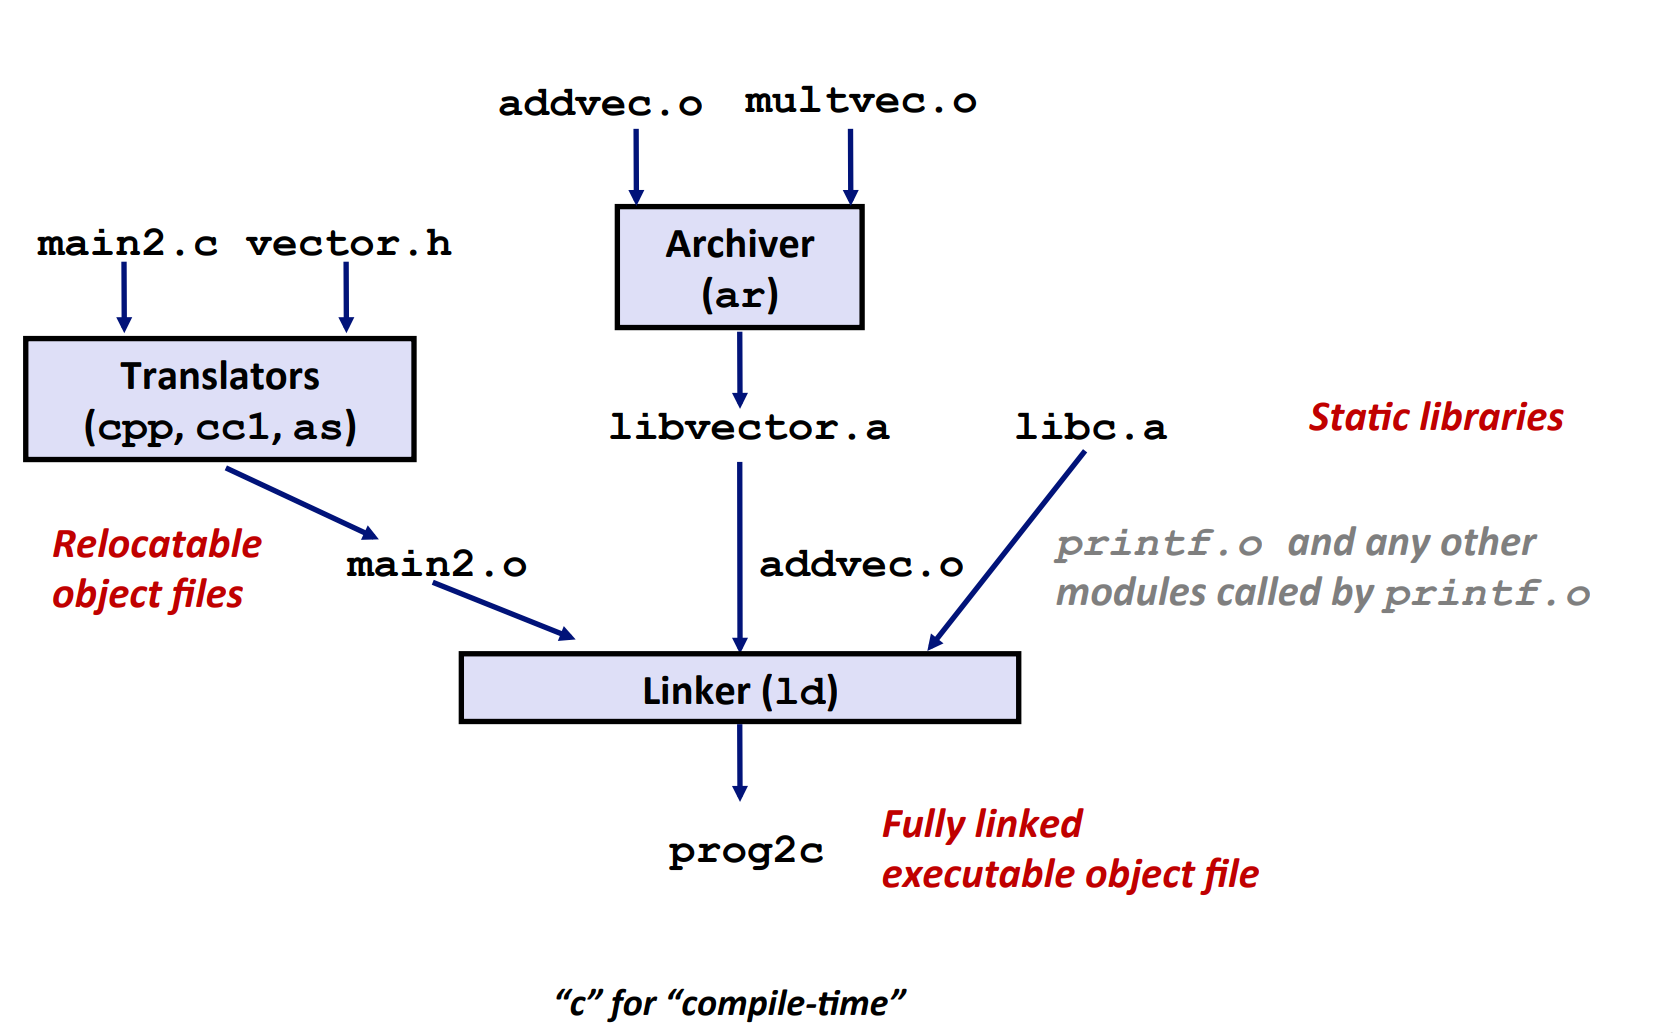 addvec.o multvec.o
Archiver
(ar)
main2.c vector.h
Translators
(cpp, cc1, as)
libvector.a libc.a
Static libraries
Relocatable
object files
main2.o
addvec.o
printf.o and any other
modules called by printf.o
Linker (ld)
prog2c
Fully linked
executable object file
“c” for “compile-time”